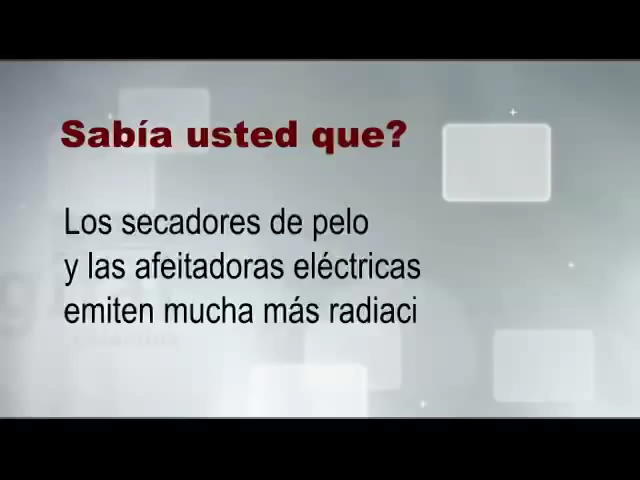 Sabía usted que?
Los secadores de pelo
y las afeitadoras eléctricas
emiten mucha más radiaci